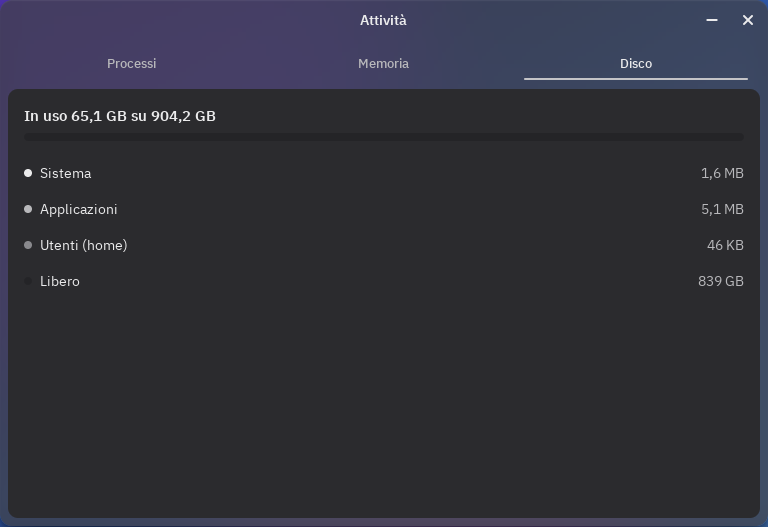 Attività
Processi Memoria Disco
In uso 65,1 GB su 904,2 GB
Sistema 1,6 MB
Applicazioni 5,1 MB
Utenti (home) 46 KB
Libero 839 GB